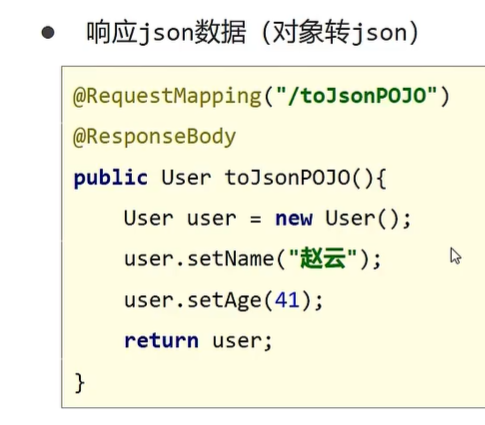 ● 响应json数据（对象转json）
@RequestMapping("/toJsonPOJO")
@ResponseBody
public User toJsonPOJO(){
    User user = new User();
    user.setName("赵云");
    user.setAge(41);
    return user;
}